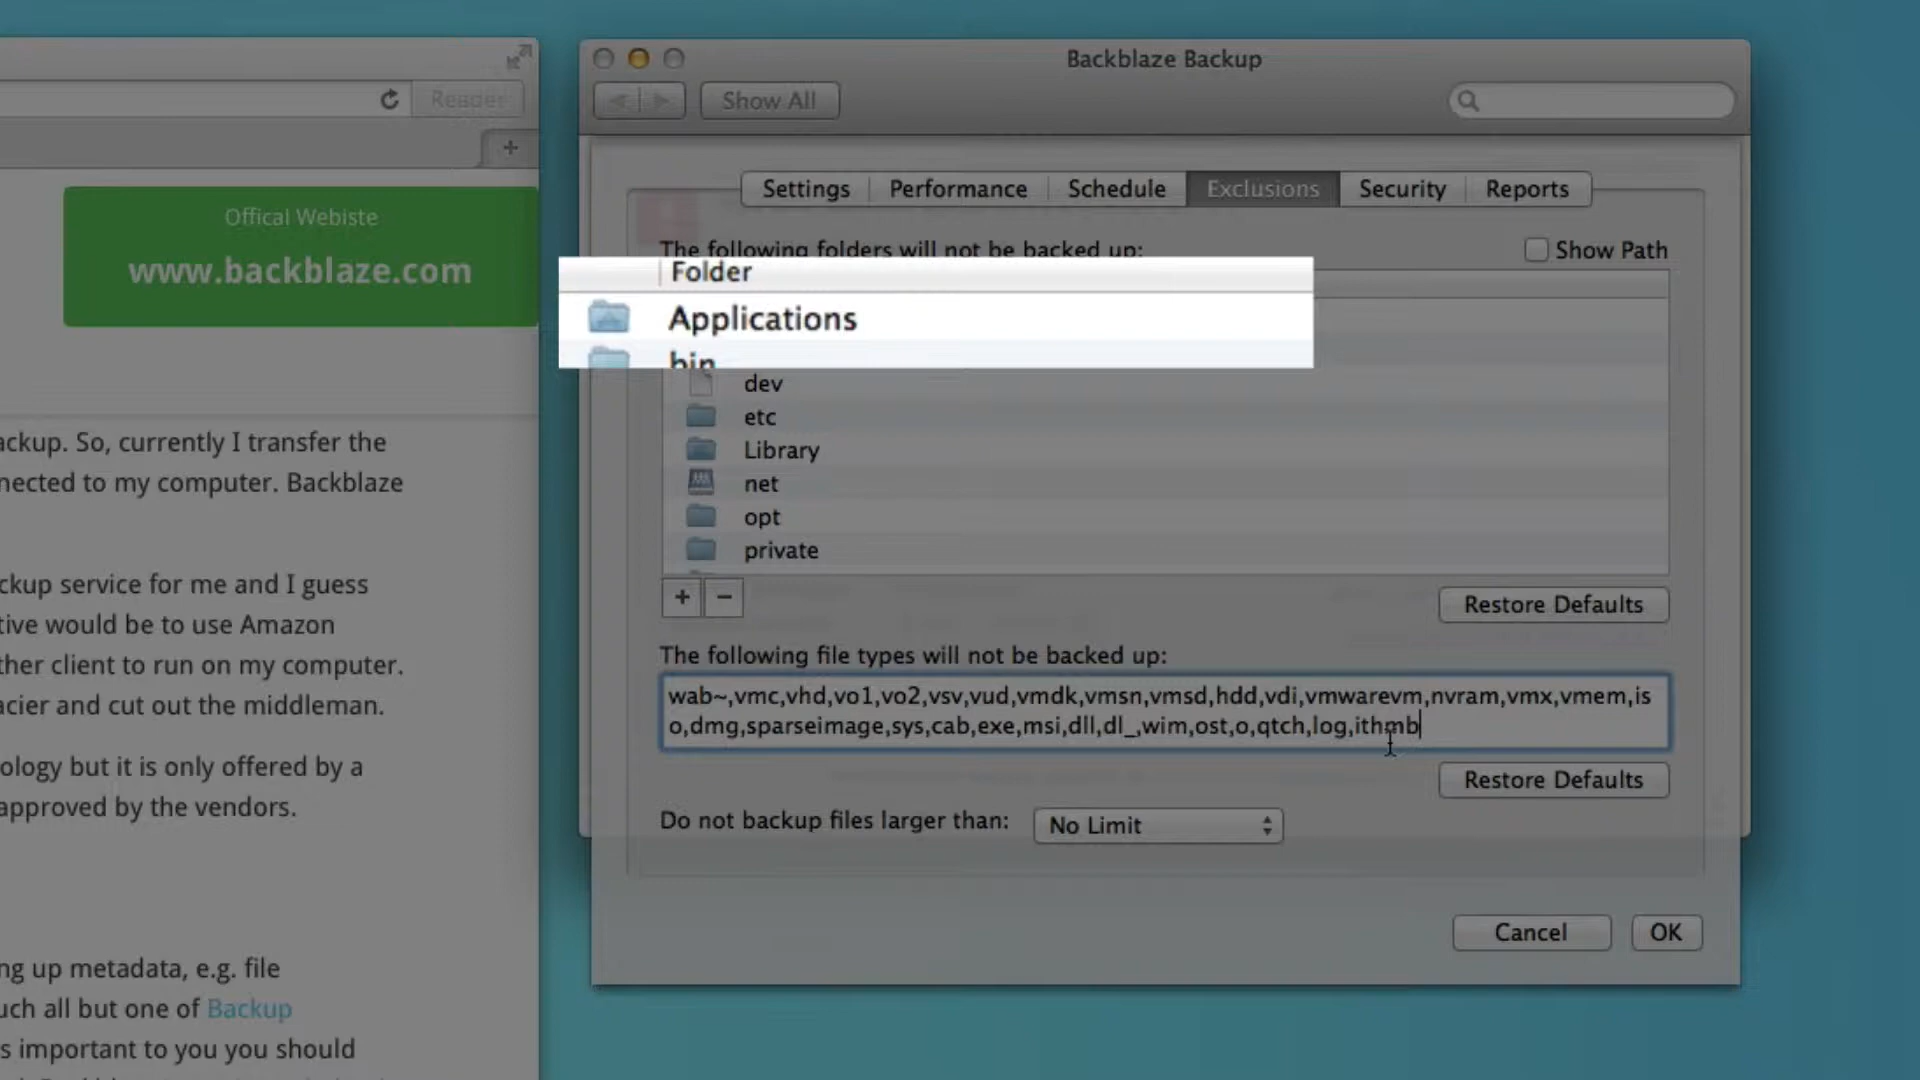 Backblaze Backup
Reader
Show All
+
Settings
Performance
Schedule
Exclusions
Security
Reports
Offical Webiste
www.backblaze.com
The following folders will not be backed up:
Show Path
Folder
Applications
bin
dev
etc
Library
net
opt
private
+
−
Restore Defaults
The following file types will not be backed up:
wab~,vmc,vhd,vo1,vo2,vsv,vud,vmdk,vmsn,vmsd,hdd,vdi,vmwarevm,nvram,vmx,vmem,is
o,dmg,sparseimage,sys,cab,exe,msi,dll,dl_,wim,ost,o,qtch,log,ithmb
Restore Defaults
Do not backup files larger than:
No Limit
Cancel
OK
ackup. So, currently I transfer the
nected to my computer. Backblaze
ckup service for me and I guess
tive would be to use Amazon
ther client to run on my computer.
acier and cut out the middleman.
ology but it is only offered by a
approved by the vendors.
ng up metadata, e.g. file
uch all but one of Backup
s important to you you should